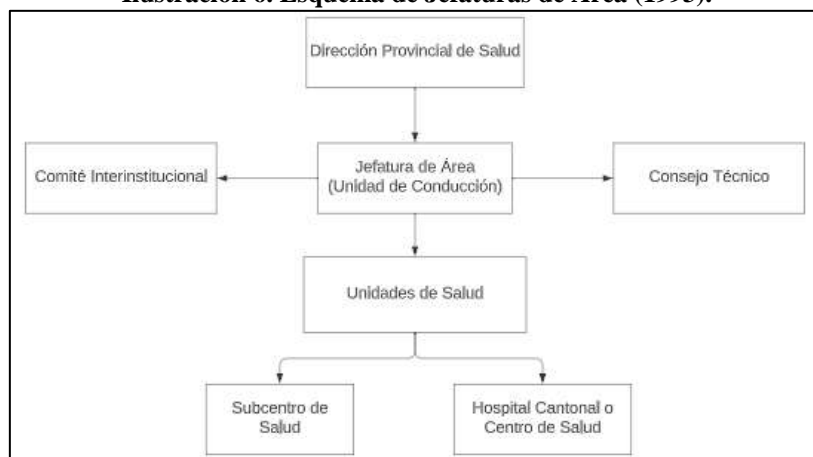 Ilustración 6. Esquema de Jefaturas de Área (1995).
Dirección Provincial de Salud
Comité Interinstitucional
Jefatura de Área
(Unidad de Conducción)
Consejo Técnico
Unidades de Salud
Subcentro de
Salud
Hospital Cantonal o
Centro de Salud